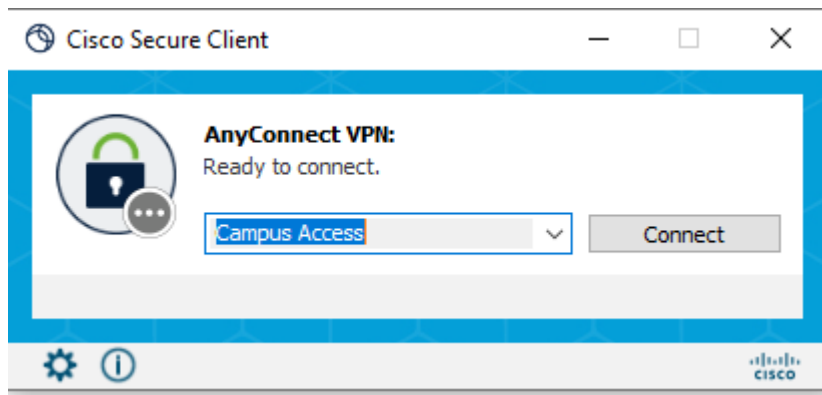 Cisco Secure Client
AnyConnect VPN:
Ready to connect.
Campus Access
Connect
CISCO